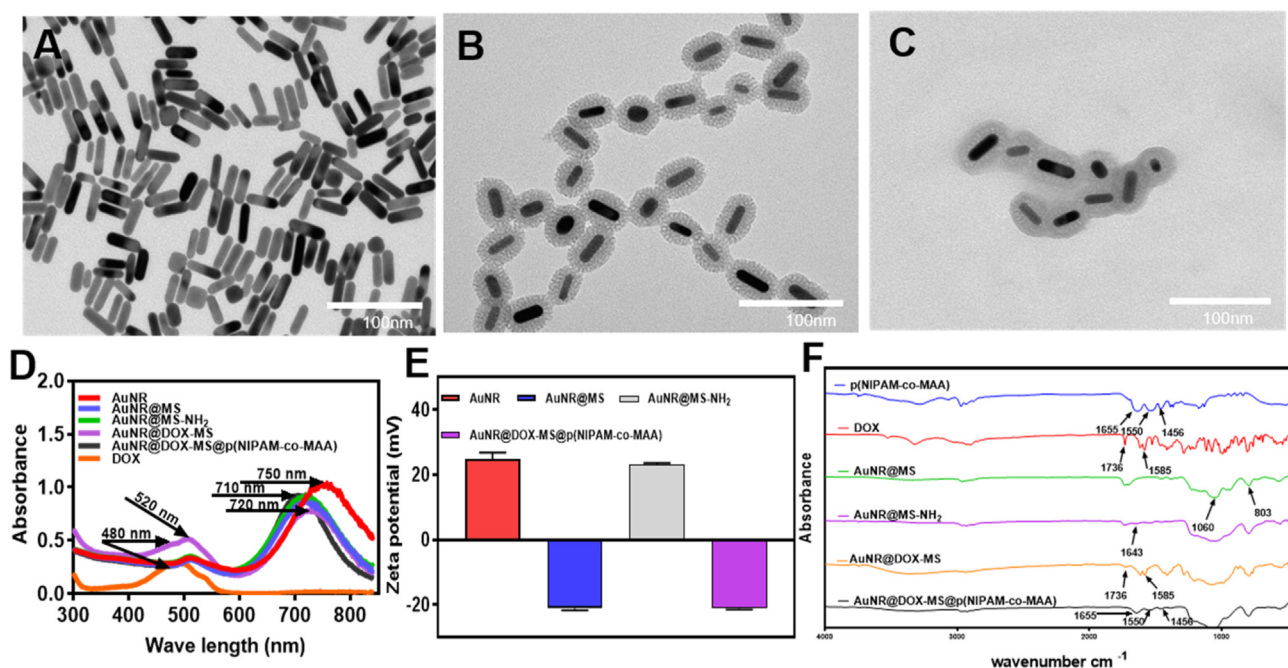 A
100nm
B
100nm
C
100nm
D
2.0
1.5
1.0
0.5
0.0
Absorbance
AuNR
AuNR@MS
AuNR@MS-NH₂
AuNR@DOX-MS
AuNR@DOX-MS@p(NIPAM-co-MAA)
DOX
750 nm
710 nm
520 nm
720 nm
480 nm
300 400 500 600 700 800
Wave length (nm)
E
40
20
0
-20
Zeta potential (mV)
AuNR AuNR@MS AuNR@MS-NH₂
AuNR@DOX-MS@p(NIPAM-co-MAA)
F
Absorbance
p(NIPAM-co-MAA)
1655 1550 1456
DOX
1736 1585
AuNR@MS
1060 803
AuNR@MS-NH₂
1643
AuNR@DOX-MS
1736 1585
AuNR@DOX-MS@p(NIPAM-co-MAA)
1655 1550 1456
4000 3000 2000 1000
wavenumber cm ⁻¹